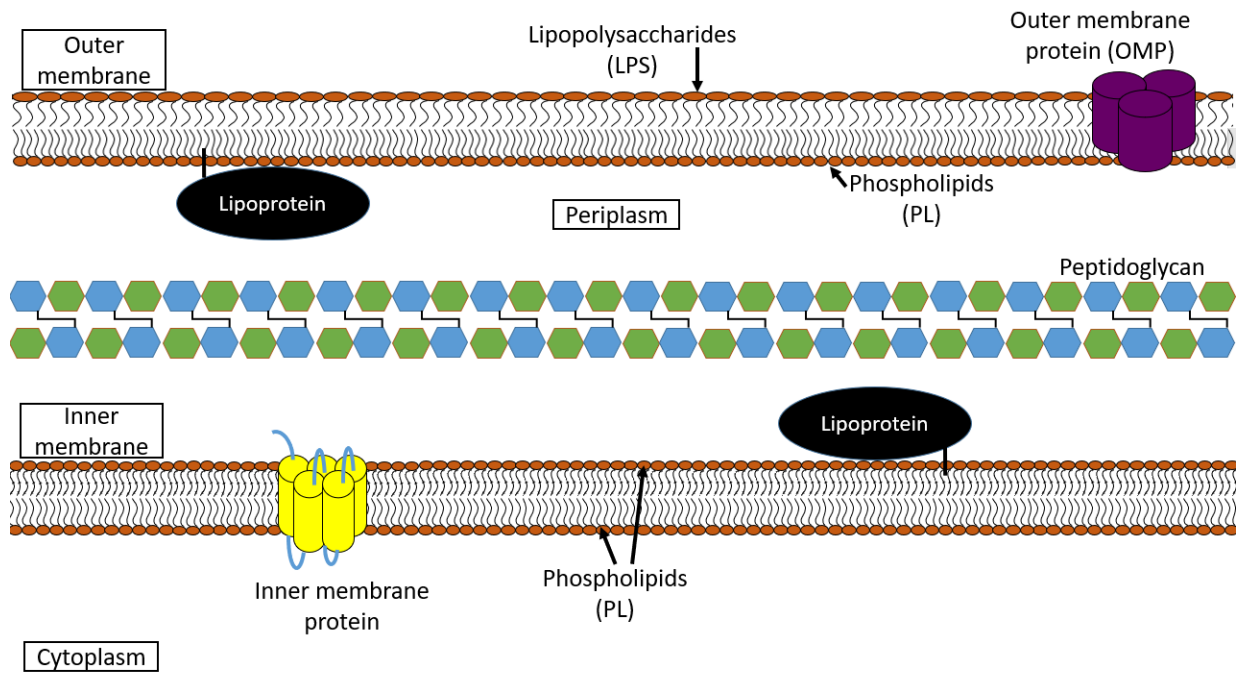 Outer
membrane
Lipopolysaccharides
(LPS)
Outer membrane
protein (OMP)
Lipoprotein
Periplasm
Phospholipids
(PL)
Peptidoglycan
Inner
membrane
Lipoprotein
Inner membrane
protein
Phospholipids
(PL)
Cytoplasm